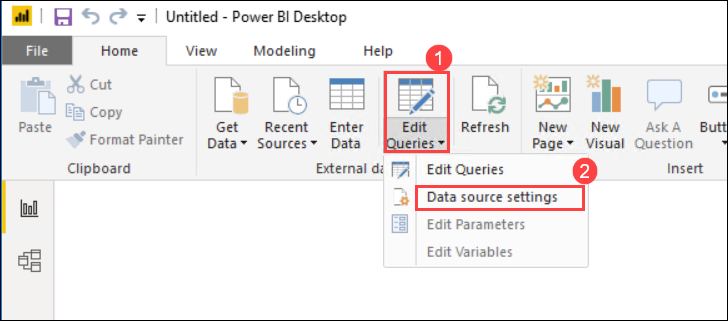 Untitled - Power BI Desktop
File Home View Modeling Help
1
Cut
Copy
Format Painter
Paste
Get Data
Recent Sources
Enter Data
Edit Queries
Refresh
New Page
New Visual
Ask A Question
Butt
Clipboard
External da
Insert
2
Edit Queries
Data source settings
Edit Parameters
Edit Variables